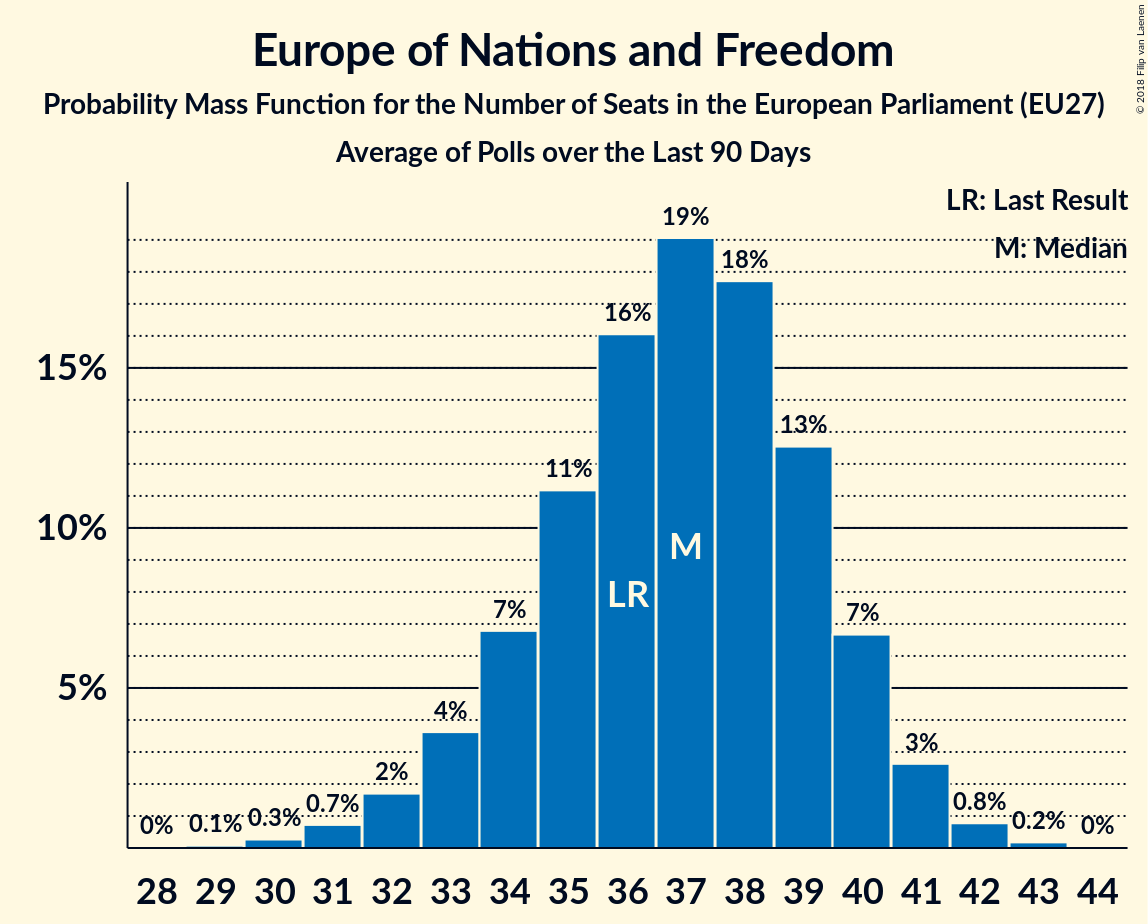 Europe of Nations and Freedom
Probability Mass Function for the Number of Seats in the European Parliament (EU27)
Average of Polls over the Last 90 Days
© 2018 Filip van Laenen
LR: Last Result
M: Median
15%
10%
5%
0%
0.1%
0.3%
0.7%
2%
4%
7%
11%
16%
19%
18%
13%
7%
3%
0.8%
0.2%
0%
LR
M
28 29 30 31 32 33 34 35 36 37 38 39 40 41 42 43 44